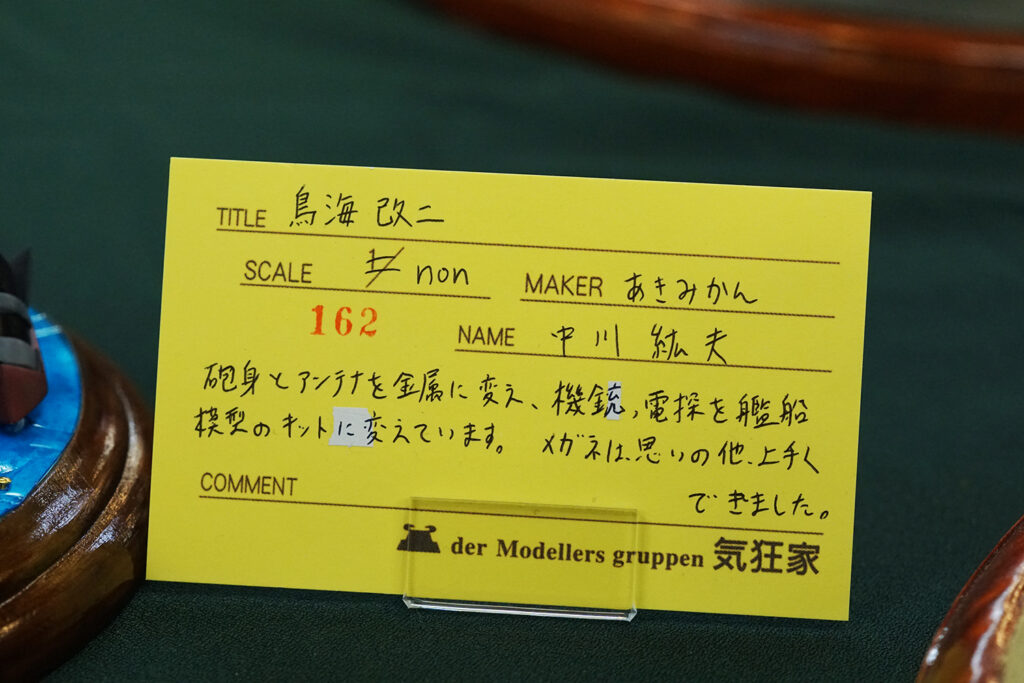 TITLE 鳥海 改二
SCALE キ non MAKER あきみかん
162
NAME 中川 紘夫
砲身とアンテナを金属に変え、機銃,電探を艦船
模型のキットに変えています。 メガネは、思いの他、上手く
できました。
COMMENT
der Modellers gruppen 気狂家